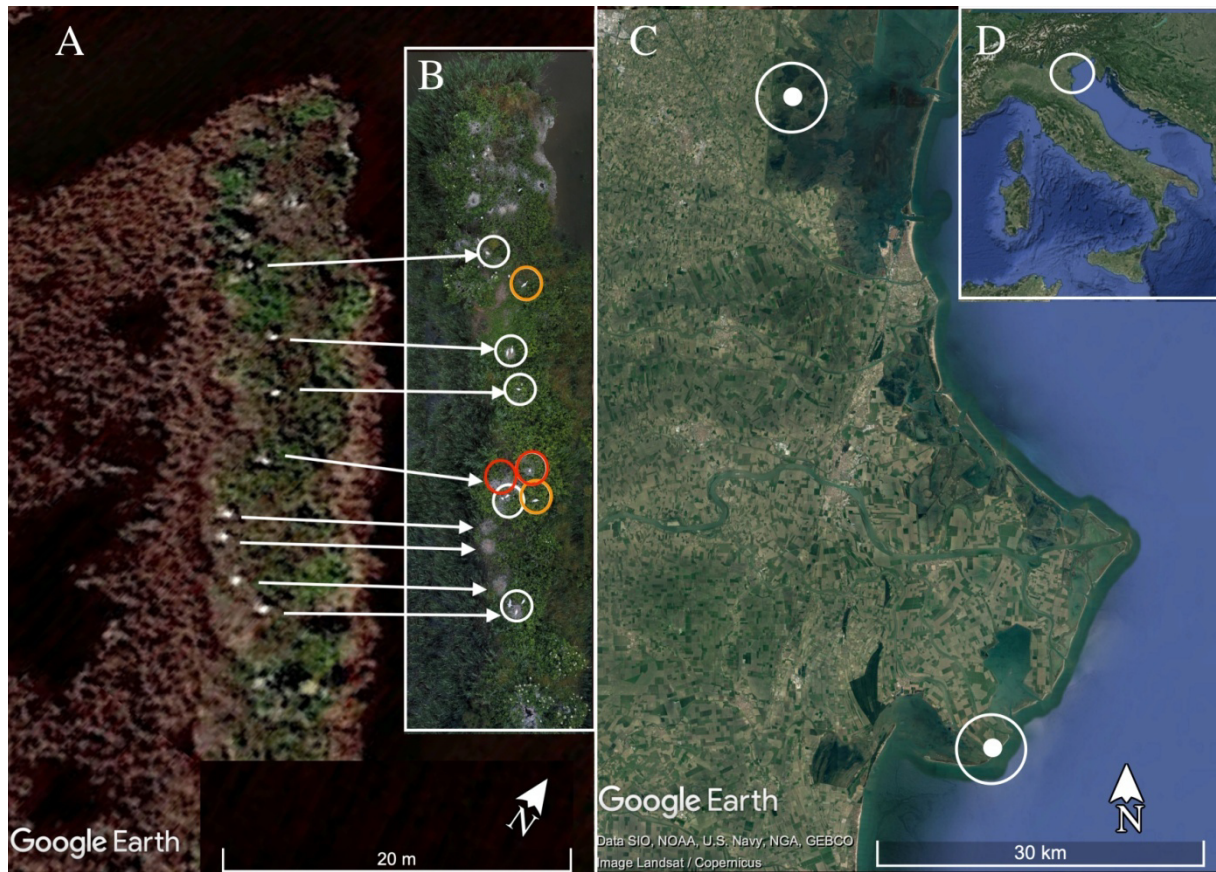 A
B
C
D
Google Earth
20 m
N
Google Earth
Data SIO, NOAA, U.S. Navy, NGA, GEBCO
Image Landsat / Copernicus
N
30 km